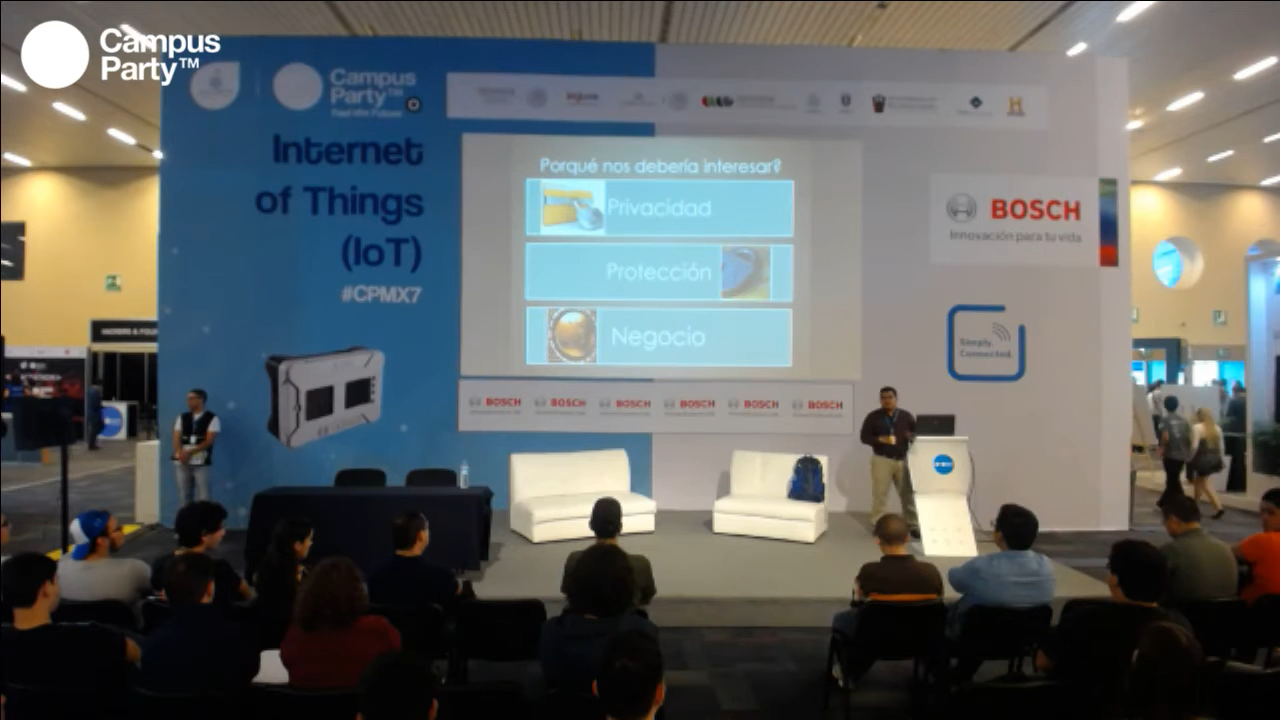 Campus
Party™
Campus
Party™
Internet
of Things
(IoT)
#CPMX7
Porqué nos debería interesar?
Privacidad
Protección
Negocio
BOSCH
Innovación para tu vida
Simply.
Connected.
BOSCH BOSCH BOSCH BOSCH BOSCH BOSCH